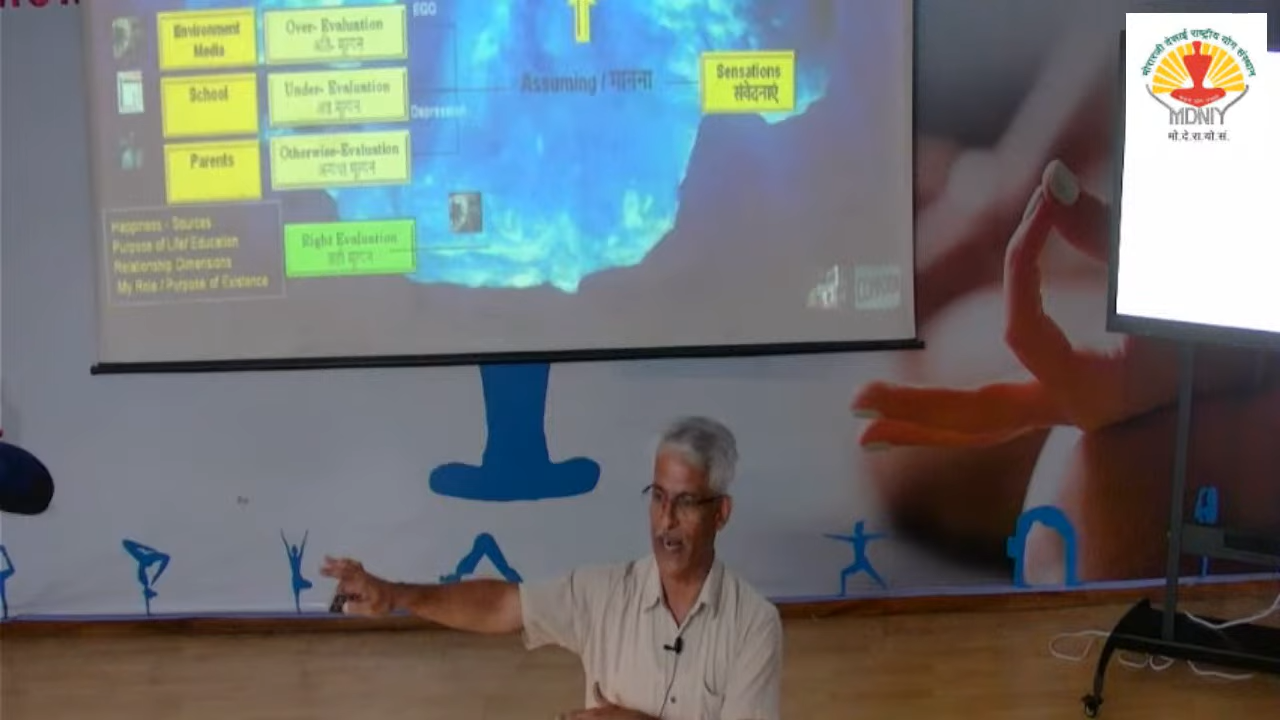 EGO
Environment
Media
Over- Evaluation
अति- मूल्यन
School
Under- Evaluation
अव मूल्यन
Assuming / मानना
Sensations
संवेदनाएं
Depression
Parents
Otherwise-Evaluation
अन्यथा मूल्यन
Happiness - Sources
Purpose of Life/ Education
Relationship Dimensions
My Role / Purpose of Existence
Right Evaluation
सही मूल्यन
मोरारजी देसाई राष्ट्रीय योग संस्थान
MDNIY
मो.दे.रा.यो.सं.